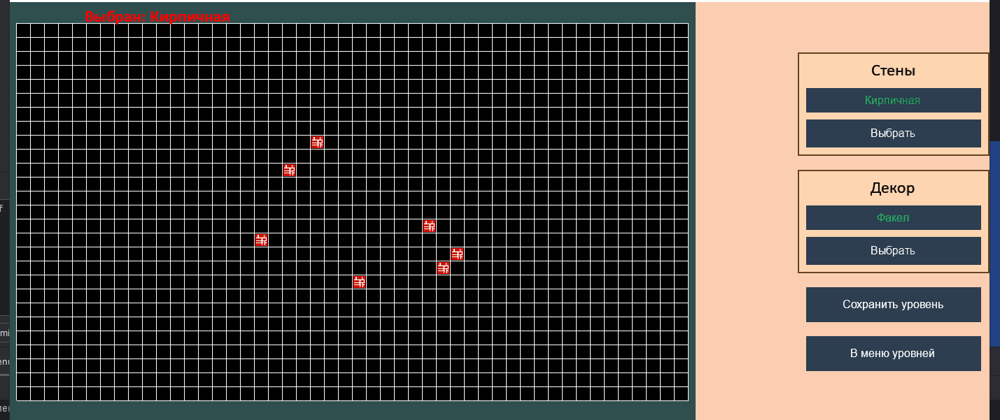 Выбран: Кирпичная
Стены
Кирпичная
Выбрать
Декор
Факел
Выбрать
Сохранить уровень
В меню уровней